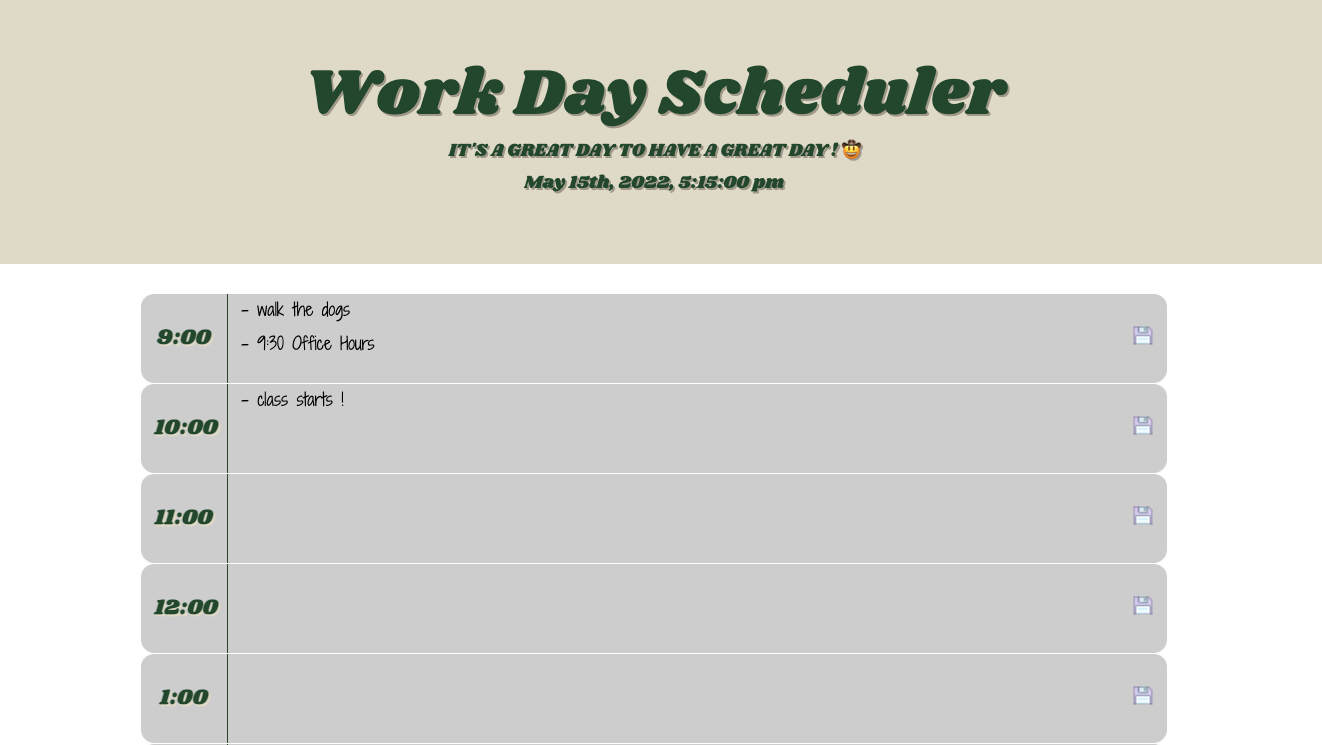 Work Day Scheduler
IT'S A GREAT DAY TO HAVE A GREAT DAY! 🤠
May 15th, 2022, 5:15:00 pm
9:00
- walk the dogs
- 9:30 Office Hours
10:00
- class starts !
11:00
12:00
1:00